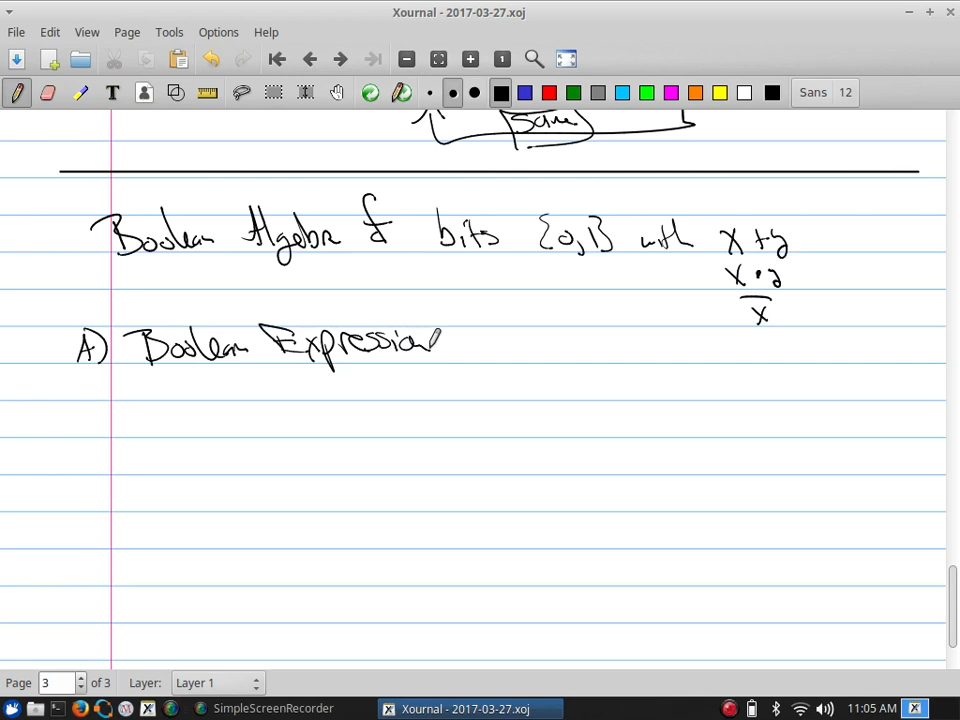 Xournal - 2017-03-27.xoj
File Edit View Page Tools Options Help
Sans 12
Same
Boolean Algebra of bits {0,1} with x+y
x•y
x̅
A) Boolean Expression
Page 3 of 3 Layer: Layer 1
SimpleScreenRecorder Xournal - 2017-03-27.xoj 11:05 AM